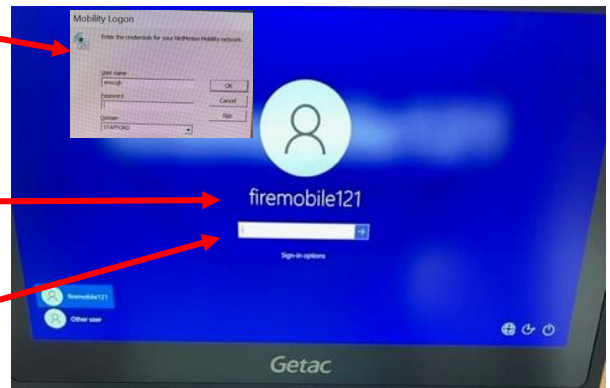 Mobility Logon
Enter the credentials for your NetMotion Mobility network.
User name
OK
Password
Cancel
Domain
STAFFORD
firemobile121
Sign-in options
firemobile121
Other user
Getac